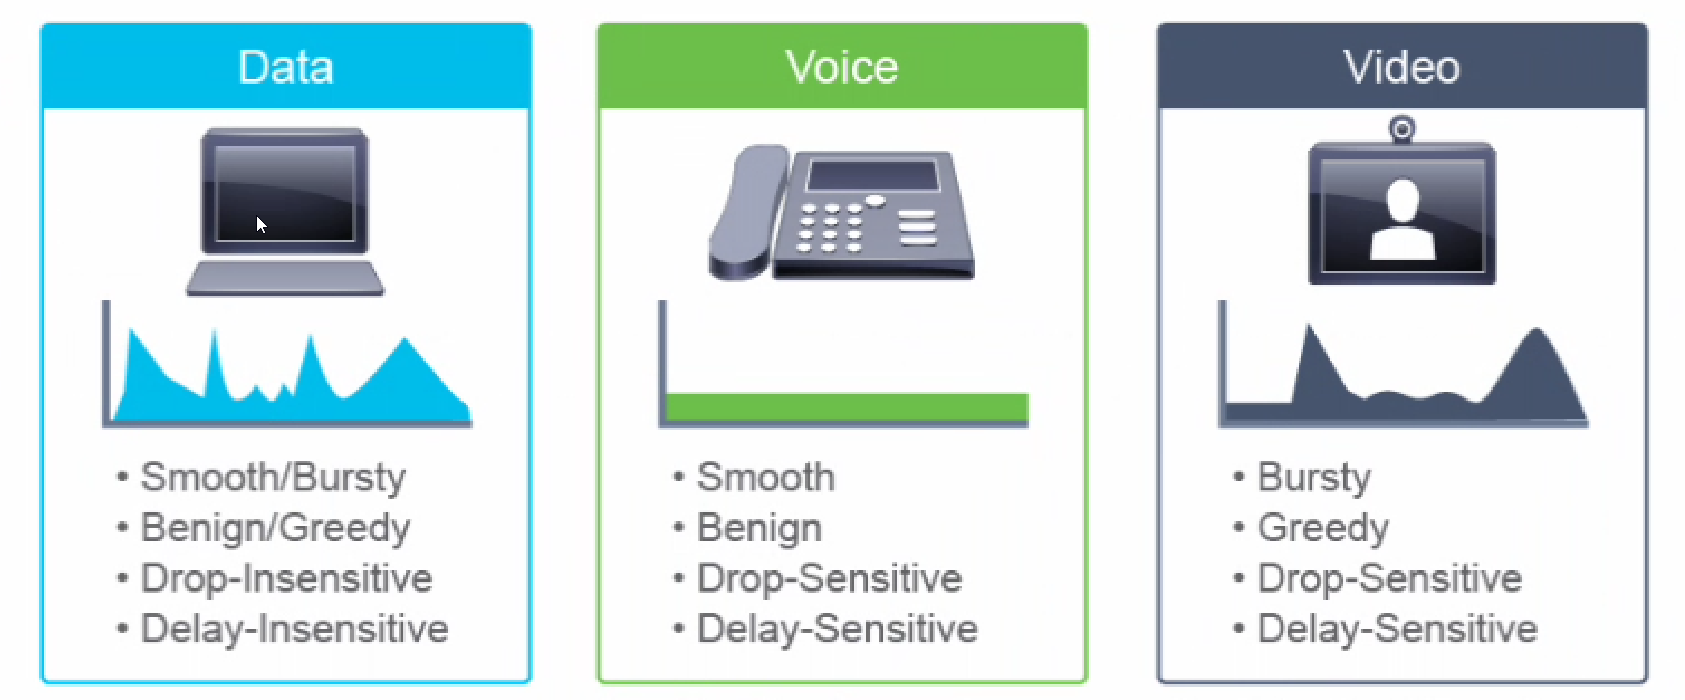 Data
• Smooth/Bursty
• Benign/Greedy
• Drop-Insensitive
• Delay-Insensitive
Voice
• Smooth
• Benign
• Drop-Sensitive
• Delay-Sensitive
Video
• Bursty
• Greedy
• Drop-Sensitive
• Delay-Sensitive